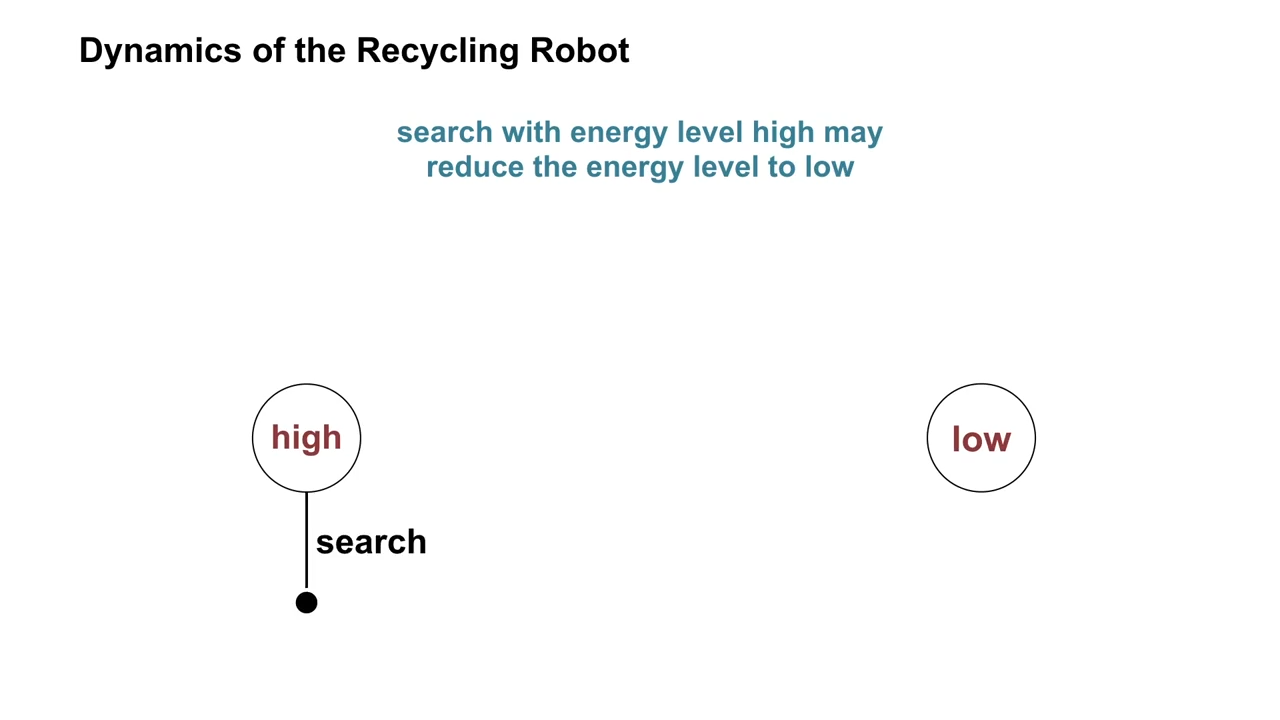 Dynamics of the Recycling Robot
search with energy level high may
reduce the energy level to low
high
low
search